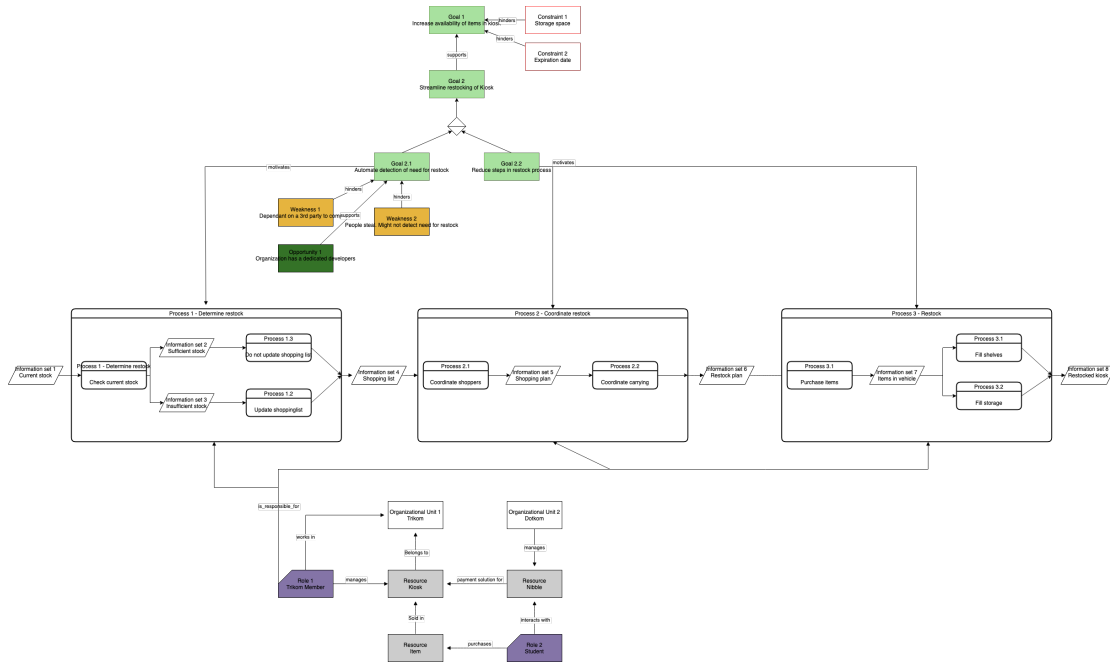 Goal 1
Increase availability of items in kiosk
hinders
Constraint 1
Storage space
hinders
Constraint 2
Expiration date
supports
Goal 2
Streamline restocking of Kiosk
motivates
Goal 2.1
Automate detection of need for restock
Goal 2.2
Reduce steps in restock process
motivates
hinders
hinders
Weakness 1
Dependant on a 3rd party to
supports
Weakness 2
People steal. Might not detect need for restock
Opportunity 1
Organization has a dedicated developers
Process 1 - Determine restock
Process 2 - Coordinate restock
Process 3 - Restock
Information set 1
Current stock
Process 1 - Determine restock
Check current stock
Information set 2
Sufficient stock
Process 1.3
Do not update shopping list
Information set 3
Insufficient stock
Process 1.2
Update shoppinglist
Information set 4
Shopping list
Process 2.1
Coordinate shoppers
Information set 5
Shopping plan
Process 2.2
Coordinate carrying
Information set 6
Restock plan
Process 3.1
Purchase items
Information set 7
Items in vehicle
Process 3.1
Fill shelves
Process 3.2
Fill storage
Information set 8
Restocked kiosk
is_responsible_for
works in
Organizational Unit 1
Trikom
Organizational Unit 2
Dotkom
Belongs to
manages
Role 1
Trikom Member
manages
Resource
Kiosk
payment solution for
Resource
Nibble
Sold in
interacts with
Resource
Item
purchases
Role 2
Student